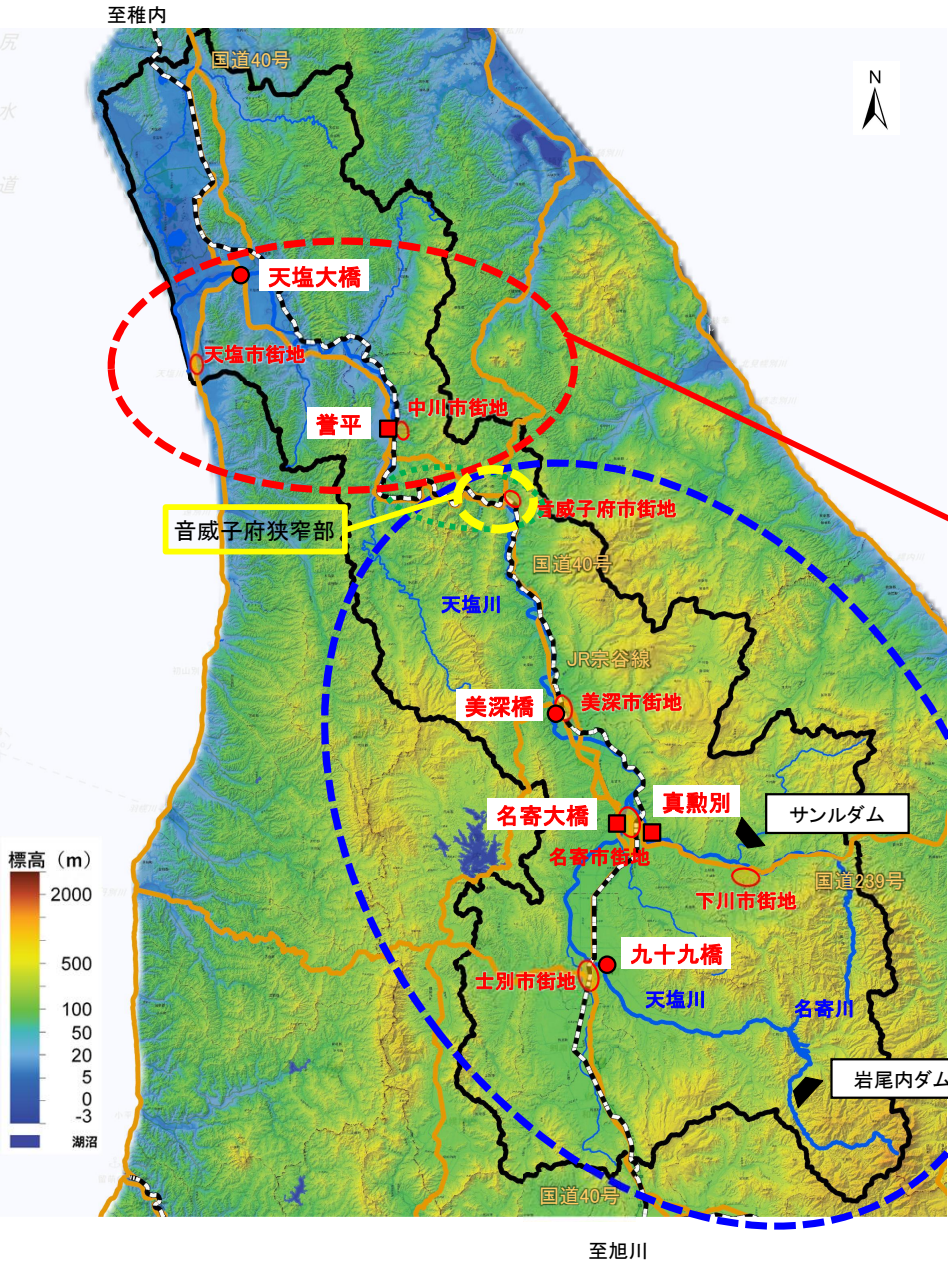 至稚内
国道40号
N
天塩大橋
天塩市街地
中川市街地
誉平
音威子府市街地
音威子府狭窄部
国道40号
天塩川
JR宗谷線
美深橋
美深市街地
真勲別
サンルダム
名寄大橋
名寄市街地
標高（m）
2000
500
100
50
20
5
0
-3
湖沼
国道239号
下川市街地
九十九橋
士別市街地
天塩川
名寄川
岩尾内ダム
国道40号
至旭川